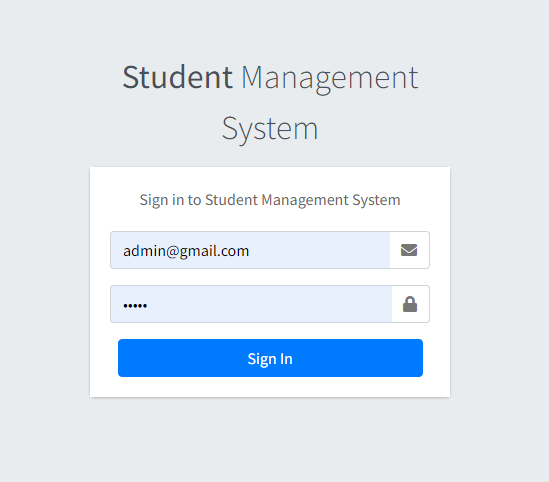 Student Management
System
Sign in to Student Management System
admin@gmail.com
•••••
Sign In